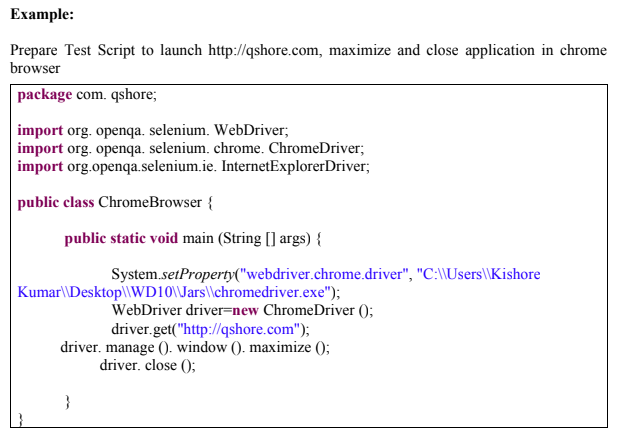 Example:
Prepare Test Script to launch http://qshore.com, maximize and close application in chrome
browser
package com. qshore;
import org. openqa. selenium. WebDriver;
import org. openqa. selenium. chrome. ChromeDriver;
import org.openqa.selenium.ie. InternetExplorerDriver;
public class ChromeBrowser {
public static void main (String [] args) {
System.setProperty("webdriver.chrome.driver", "C:\\Users\\Kishore
Kumar\\Desktop\\WD10\\Jars\\chromedriver.exe");
WebDriver driver=new ChromeDriver ();
driver.get("http://qshore.com");
driver. manage (). window (). maximize ();
driver. close ();
}
}